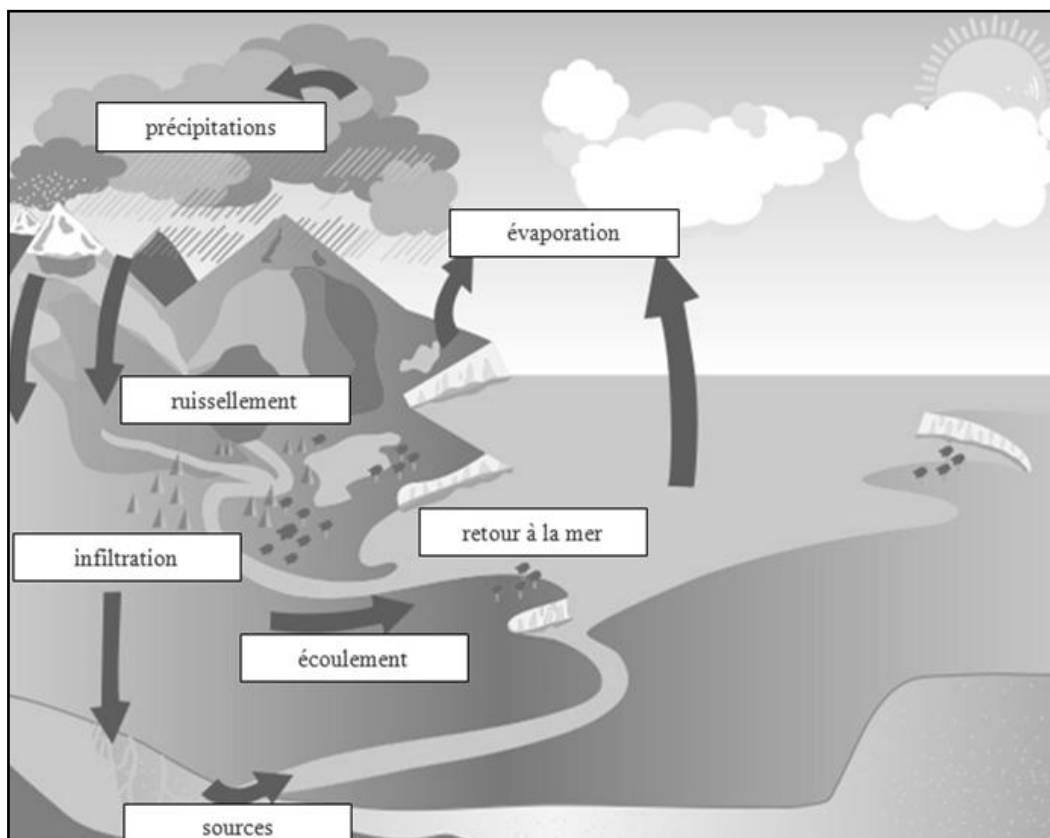 précipitations
évaporation
ruissellement
retour à la mer
infiltration
écoulement
sources